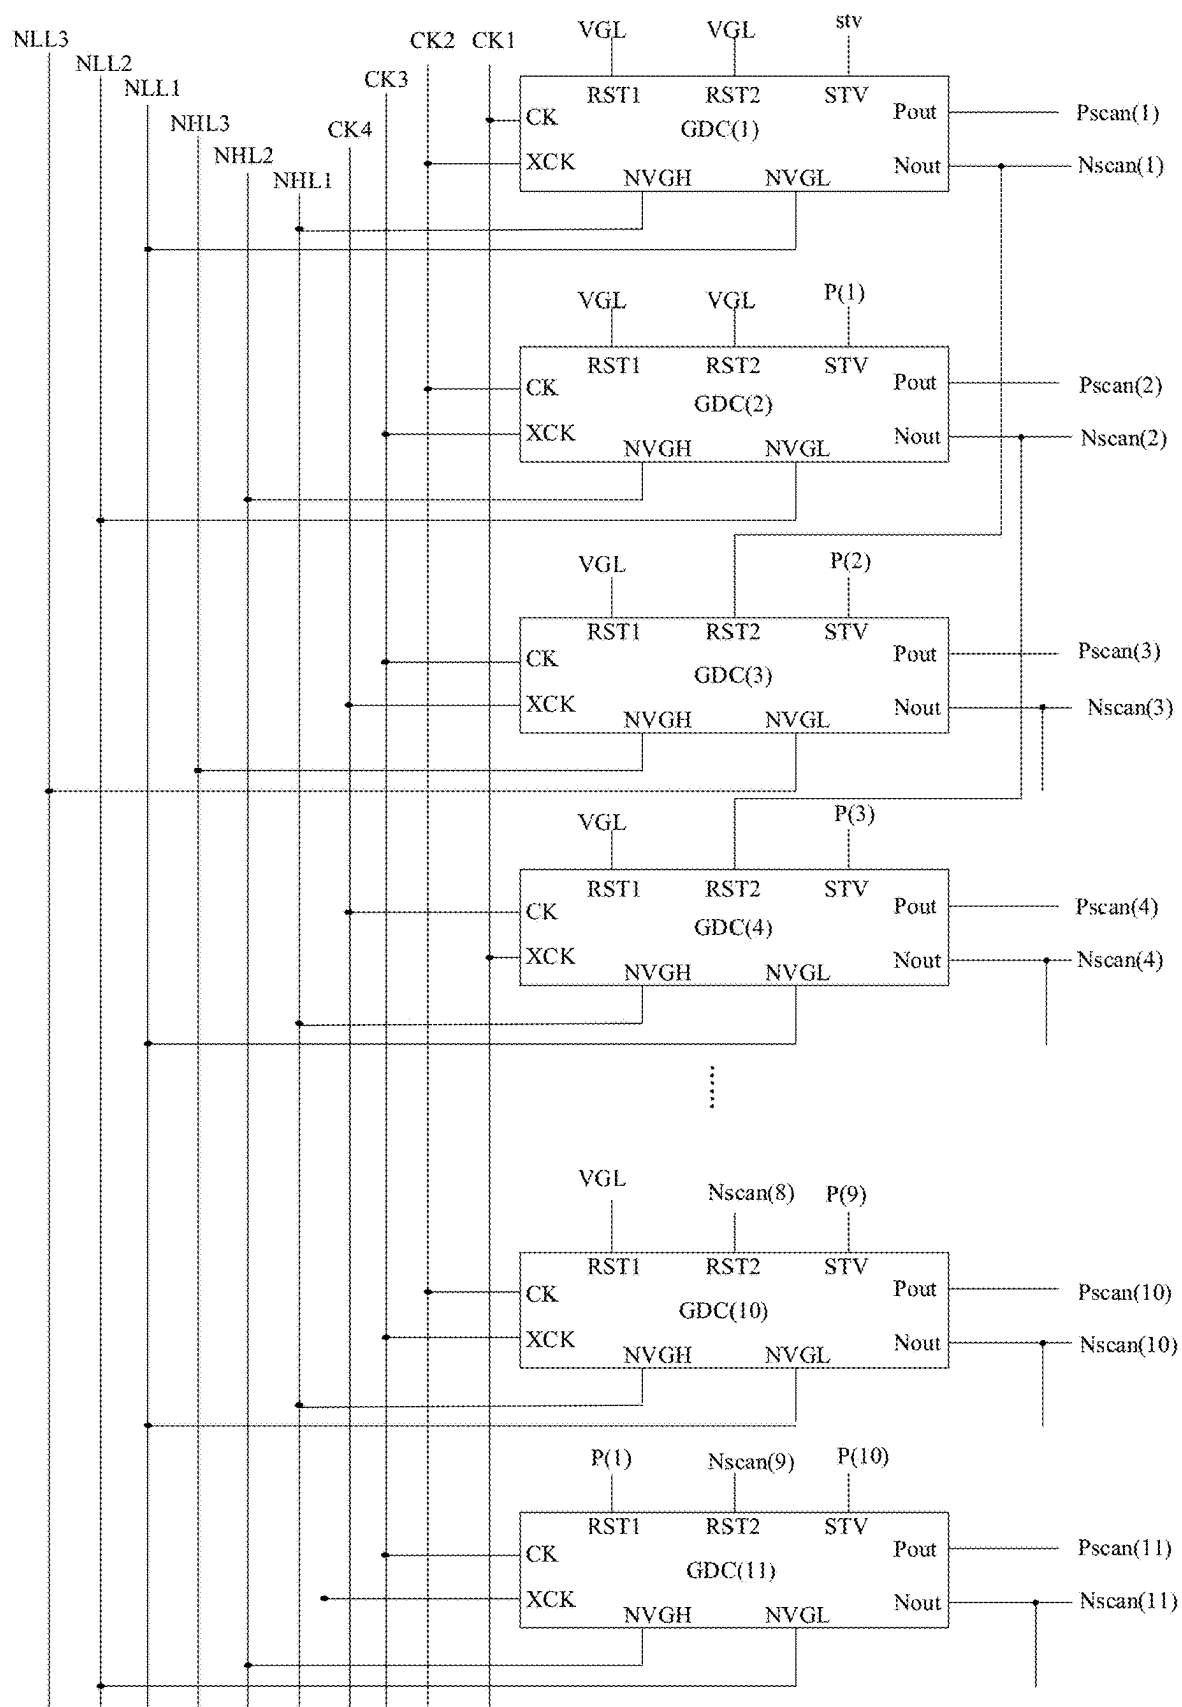 NLL3
NLL2
NLL1
NHL3
NHL2
NHL1
CK4
CK3
CK2
CK1
VGL
VGL
stv
RST1
RST2
STV
CK
GDC(1)
Pout
Pscan(1)
XCK
NVGH
NVGL
Nout
Nscan(1)
VGL
VGL
P(1)
RST1
RST2
STV
CK
GDC(2)
Pout
Pscan(2)
XCK
NVGH
NVGL
Nout
Nscan(2)
VGL
P(2)
RST1
RST2
STV
CK
GDC(3)
Pout
Pscan(3)
XCK
NVGH
NVGL
Nout
Nscan(3)
VGL
P(3)
RST1
RST2
STV
CK
GDC(4)
Pout
Pscan(4)
XCK
NVGH
NVGL
Nout
Nscan(4)
......
VGL
Nscan(8)
P(9)
RST1
RST2
STV
CK
GDC(10)
Pout
Pscan(10)
XCK
NVGH
NVGL
Nout
Nscan(10)
P(1)
Nscan(9)
P(10)
RST1
RST2
STV
CK
GDC(11)
Pout
Pscan(11)
XCK
NVGH
NVGL
Nout
Nscan(11)